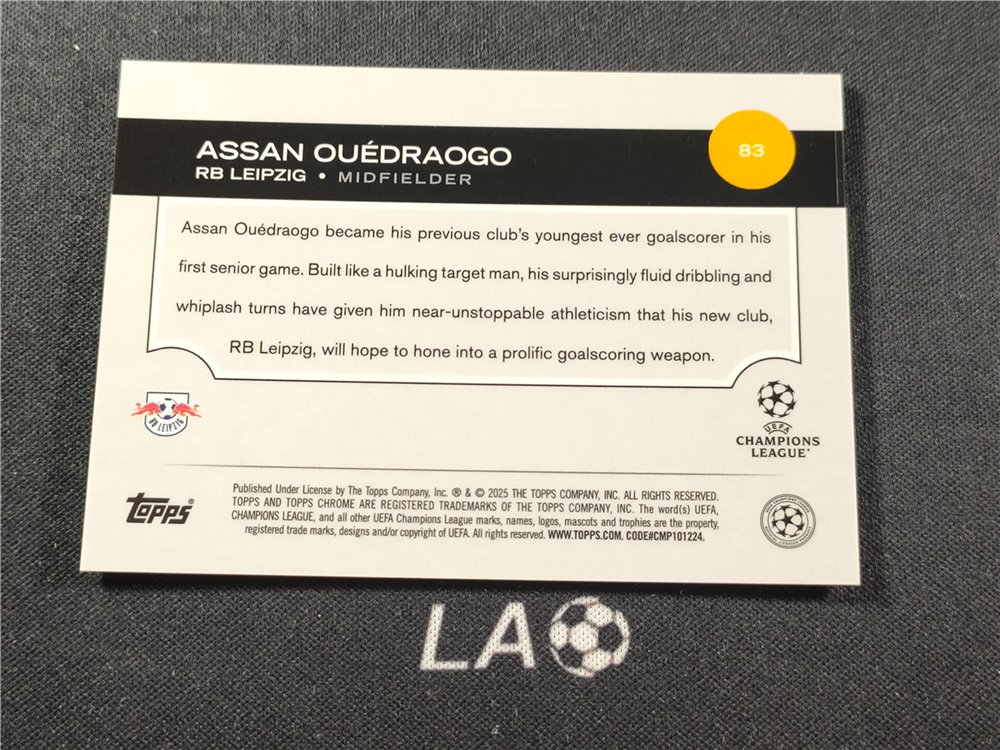 ASSAN OUÉDRAOGO
RB LEIPZIG • MIDFIELDER
83
Assan Ouédraogo became his previous club's youngest ever goalscorer in his
first senior game. Built like a hulking target man, his surprisingly fluid dribbling and
whiplash turns have given him near-unstoppable athleticism that his new club,
RB Leipzig, will hope to hone into a prolific goalscoring weapon.
RB LEIPZIG
UEFA
CHAMPIONS
LEAGUE®
Topps®
Published Under License by The Topps Company, Inc. ® & © 2025 THE TOPPS COMPANY, INC. ALL RIGHTS RESERVED.
TOPPS AND TOPPS CHROME ARE REGISTERED TRADEMARKS OF THE TOPPS COMPANY, INC. The word(s) UEFA,
CHAMPIONS LEAGUE, and all other UEFA Champions League marks, names, logos, mascots and trophies are the property,
registered trade marks, designs and/or copyright of UEFA. All rights reserved. WWW.TOPPS.COM. CODE#CMP101224.
LA